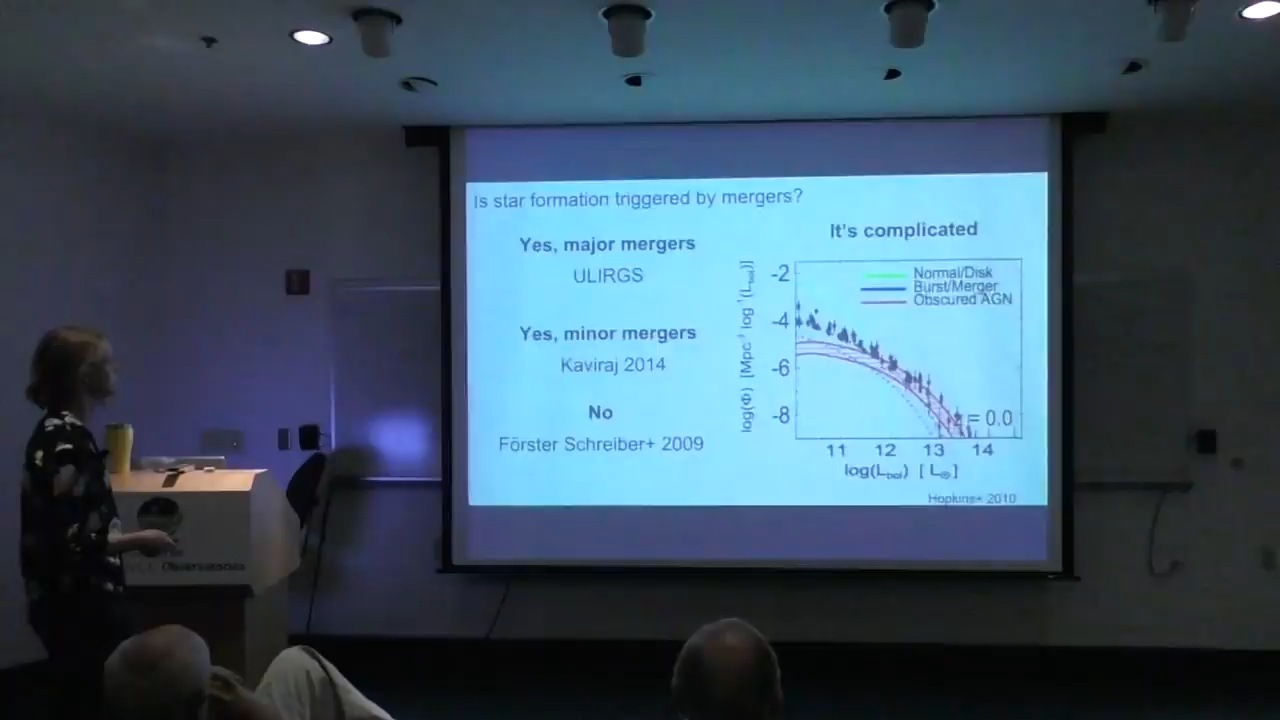 Is star formation triggered by mergers?
Yes, major mergers
ULIRGS
Yes, minor mergers
Kaviraj 2014
No
Förster Schreiber+ 2009
It's complicated
Normal/Disk
Burst/Merger
Obscured AGN
-2
-4
-6
-8
log(Φ) [Mpc⁻³ log⁻¹(L_bol)]
= 0.0
11 12 13 14
log(L_bol) [ L_⊙ ]
Hopkins+ 2010
Observatories